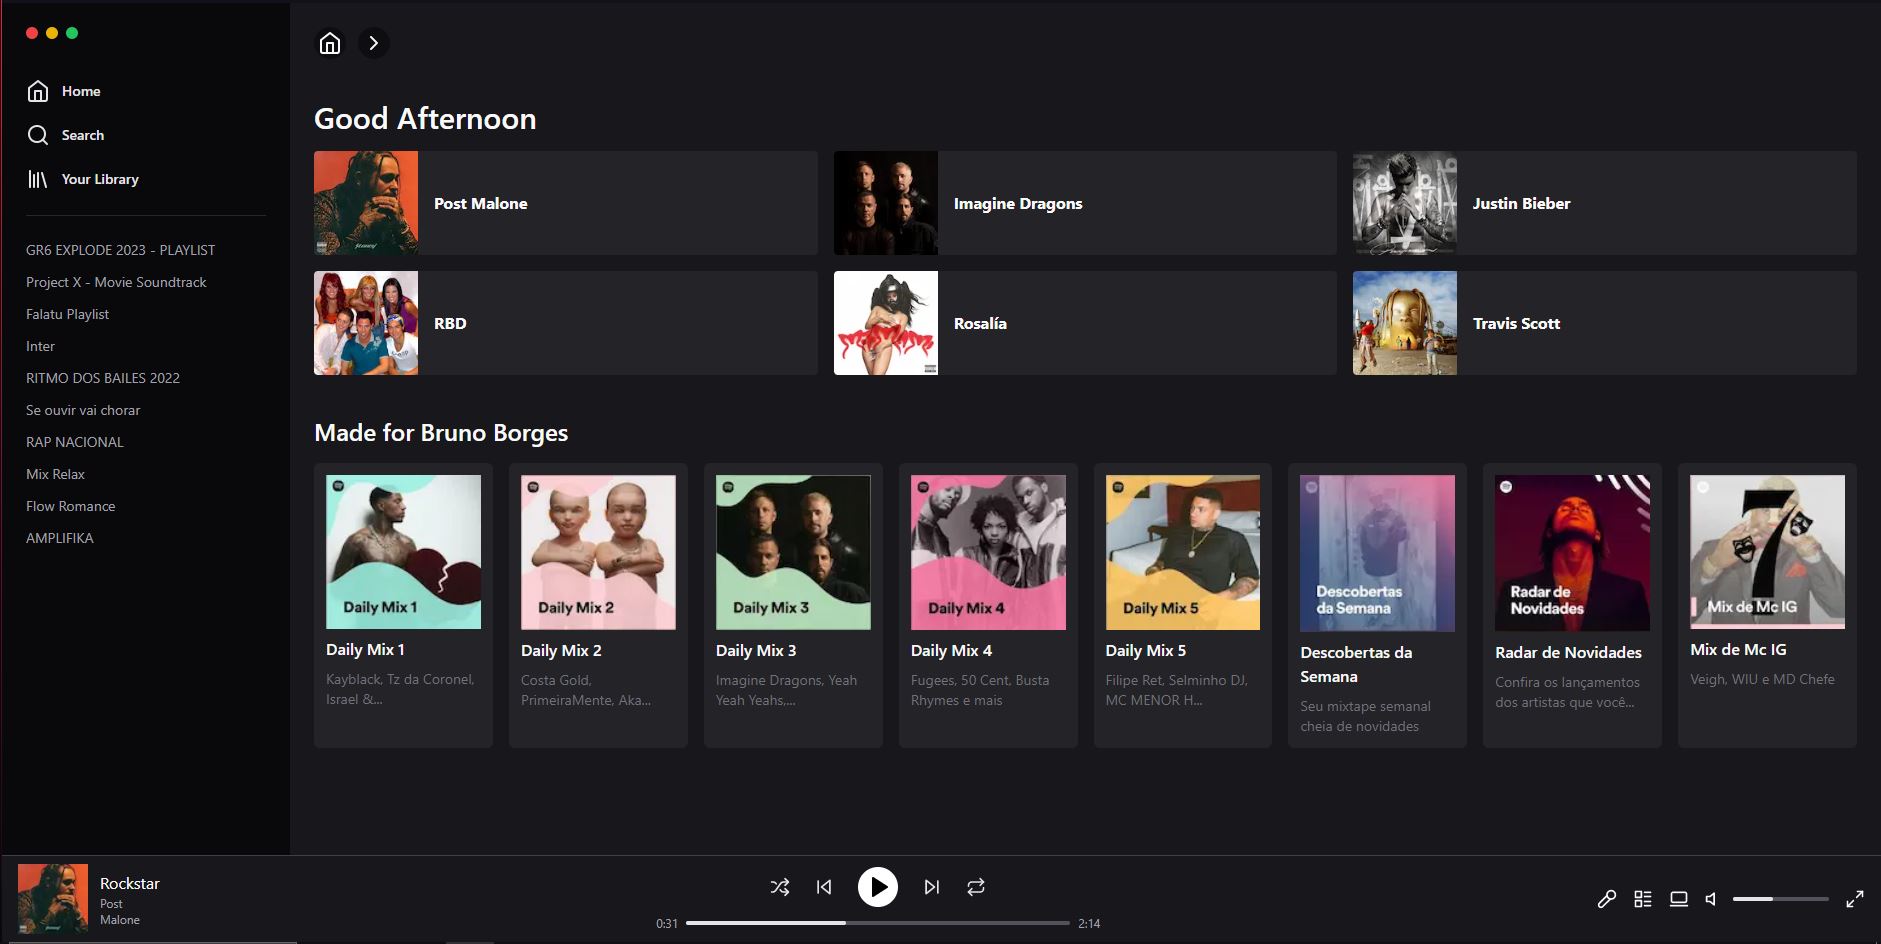 Home
Search
Your Library
GR6 EXPLODE 2023 - PLAYLIST
Project X - Movie Soundtrack
Falatu Playlist
Inter
RITMO DOS BAILES 2022
Se ouvir vai chorar
RAP NACIONAL
Mix Relax
Flow Romance
AMPLIFIKA
Good Afternoon
Post Malone
Imagine Dragons
Justin Bieber
RBD
Rosalía
Travis Scott
Made for Bruno Borges
Daily Mix 1
Daily Mix 1
Kayblack, Tz da Coronel,
Israel &...
Daily Mix 2
Daily Mix 2
Costa Gold,
PrimeiraMente, Aka...
Daily Mix 3
Daily Mix 3
Imagine Dragons, Yeah
Yeah Yeahs,...
Daily Mix 4
Daily Mix 4
Fugees, 50 Cent, Busta
Rhymes e mais
Daily Mix 5
Daily Mix 5
Filipe Ret, Selminho DJ,
MC MENOR H...
Descobertas
da Semana
Descobertas da
Semana
Seu mixtape semanal
cheia de novidades
Radar de
Novidades
Radar de Novidades
Confira os lançamentos
dos artistas que você...
7
Mix de Mc IG
Mix de Mc IG
Veigh, WIU e MD Chefe
Rockstar
Post
Malone
0:31
2:14